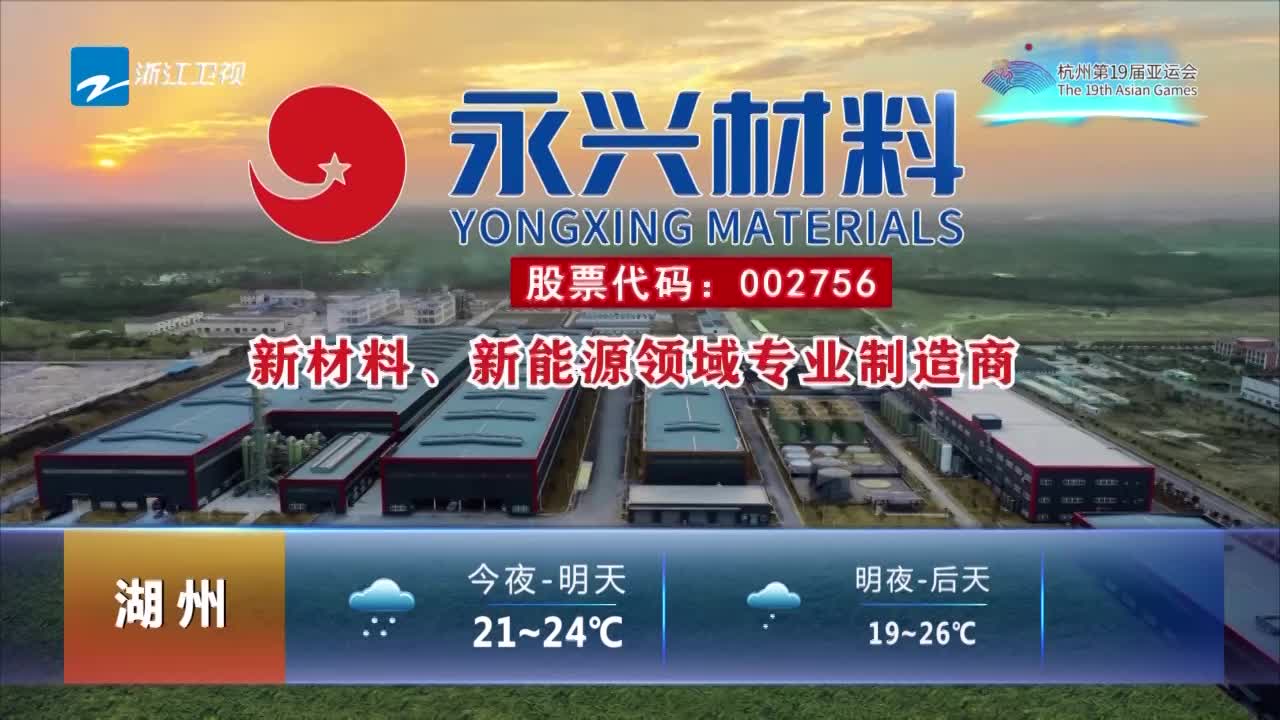 浙江卫视
杭州第19届亚运会
The 19th Asian Games
永兴材料
YONGXING MATERIALS
股票代码：002756
新材料、新能源领域专业制造商
湖州
今夜-明天
21~24℃
明夜-后天
19~26℃